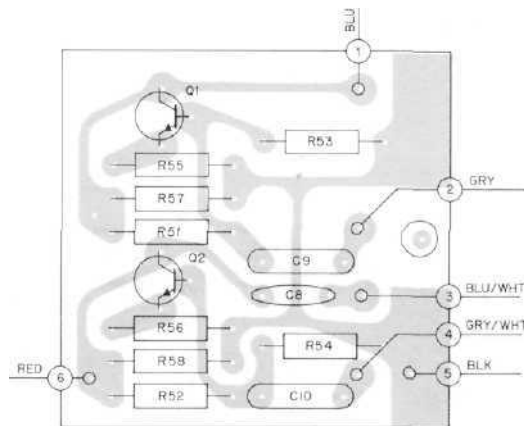 BLU
1
Q1
R53
R55
2
GRY
R57
R51
C9
Q2
C8
3
BLU/WHT
R56
4
GRY/WHT
R54
R58
BLK
5
RED
6
R52
C10